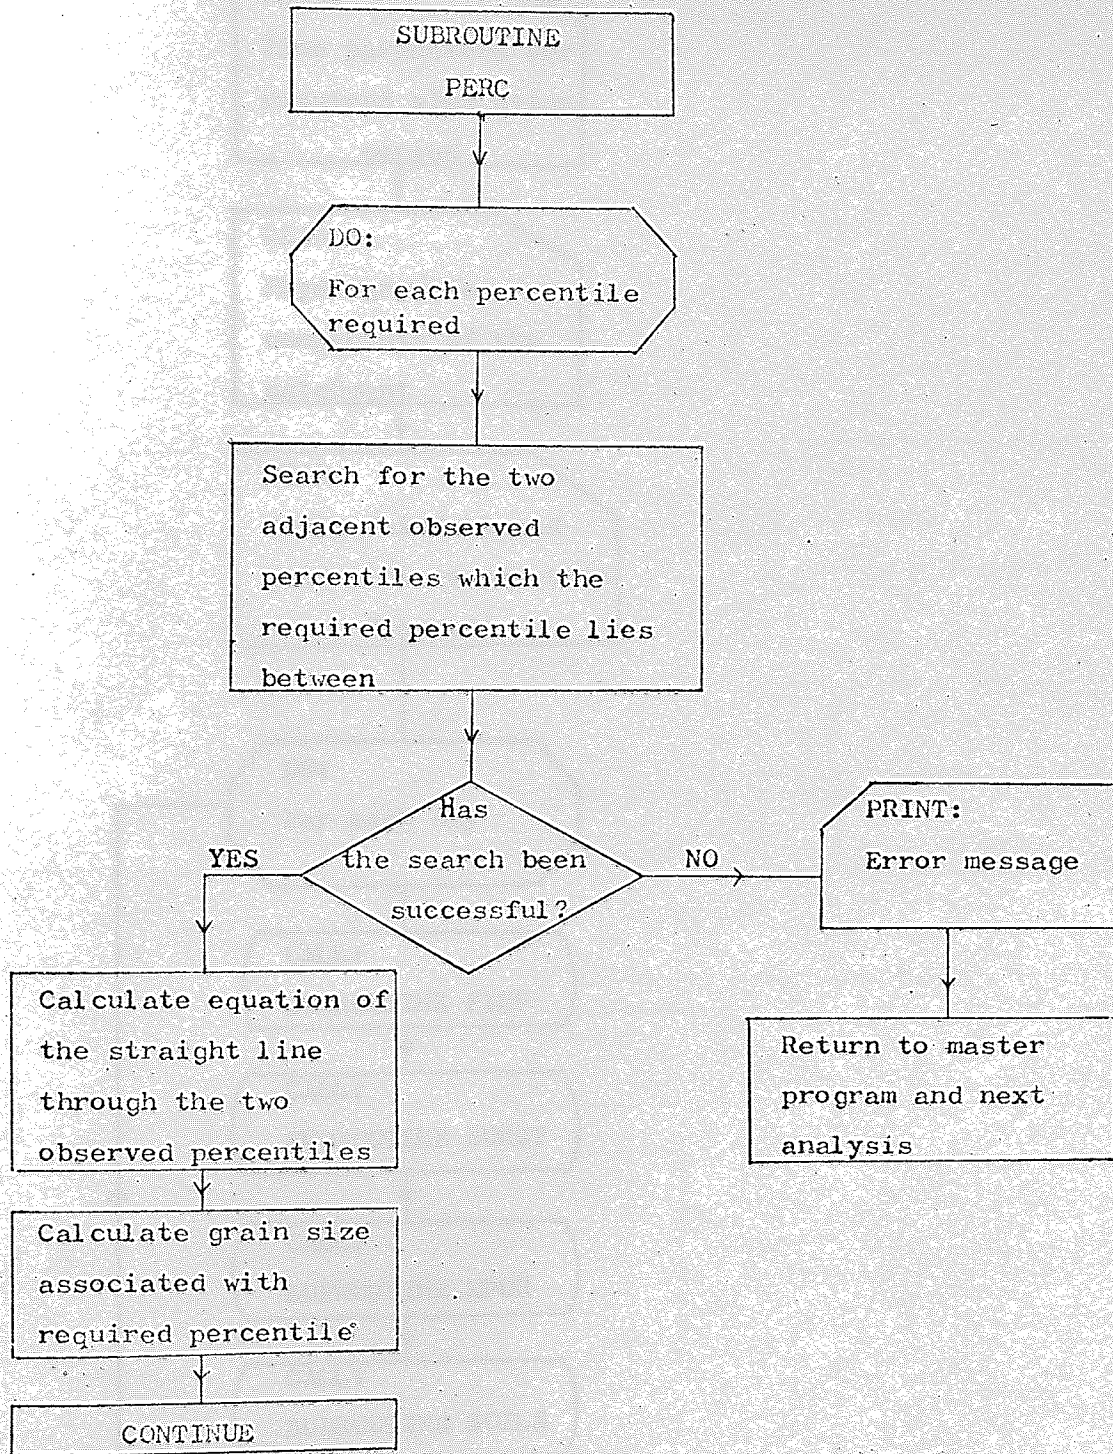 SUBROUTINE
PERC
DO:
For each percentile
required
Search for the two
adjacent observed
percentiles which the
required percentile lies
between
Has
the search been
successful?
YES
NO
PRINT:
Error message
Return to master
program and next
analysis
Calculate equation of
the straight line
through the two
observed percentiles
Calculate grain size
associated with
required percentile
CONTINUE